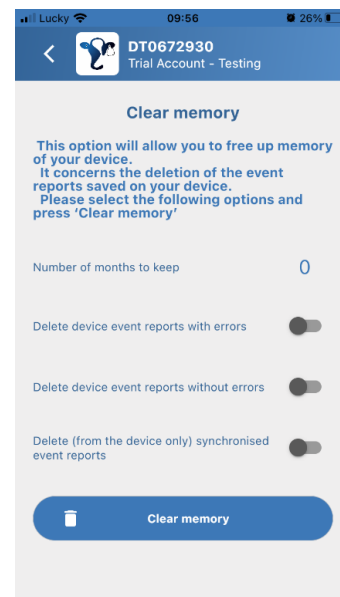 Lucky 09:56 26%
DT0672930
Trial Account - Testing
Clear memory
This option will allow you to free up memory
of your device.
It concerns the deletion of the event
reports saved on your device.
Please select the following options and
press ‘Clear memory’
Number of months to keep 0
Delete device event reports with errors
Delete device event reports without errors
Delete (from the device only) synchronised
event reports
Clear memory